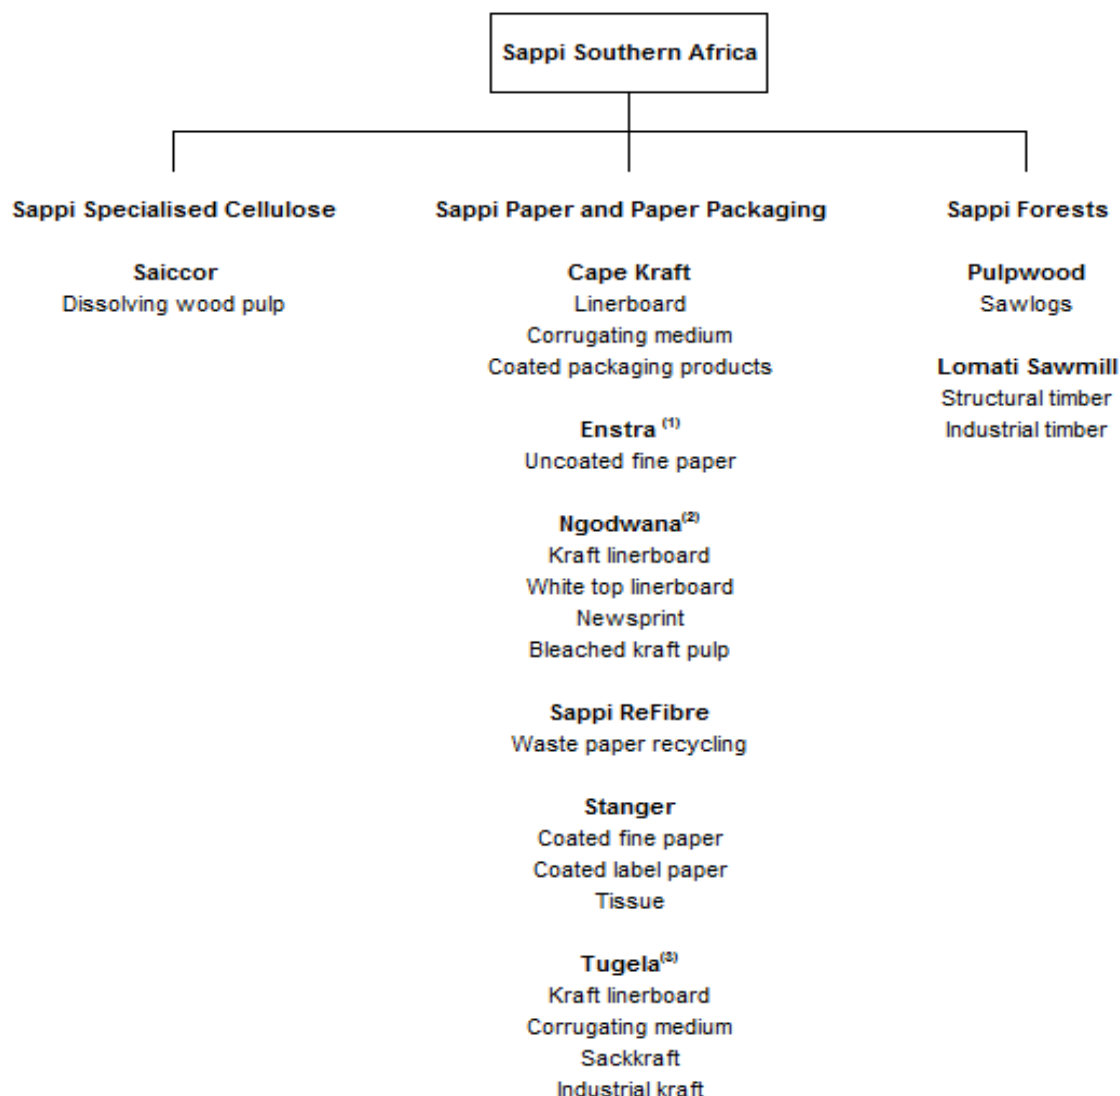 Sappi Southern Africa
Sappi Specialised Cellulose
Saiccor
Dissolving wood pulp
Sappi Paper and Paper Packaging
Cape Kraft
Linerboard
Corrugating medium
Coated packaging products
Enstra (1)
Uncoated fine paper
Ngodwana(2)
Kraft linerboard
White top linerboard
Newsprint
Bleached kraft pulp
Sappi ReFibre
Waste paper recycling
Stanger
Coated fine paper
Coated label paper
Tissue
Tugela(3)
Kraft linerboard
Corrugating medium
Sackkraft
Industrial kraft
Sappi Forests
Pulpwood
Sawlogs
Lomati Sawmill
Structural timber
Industrial timber